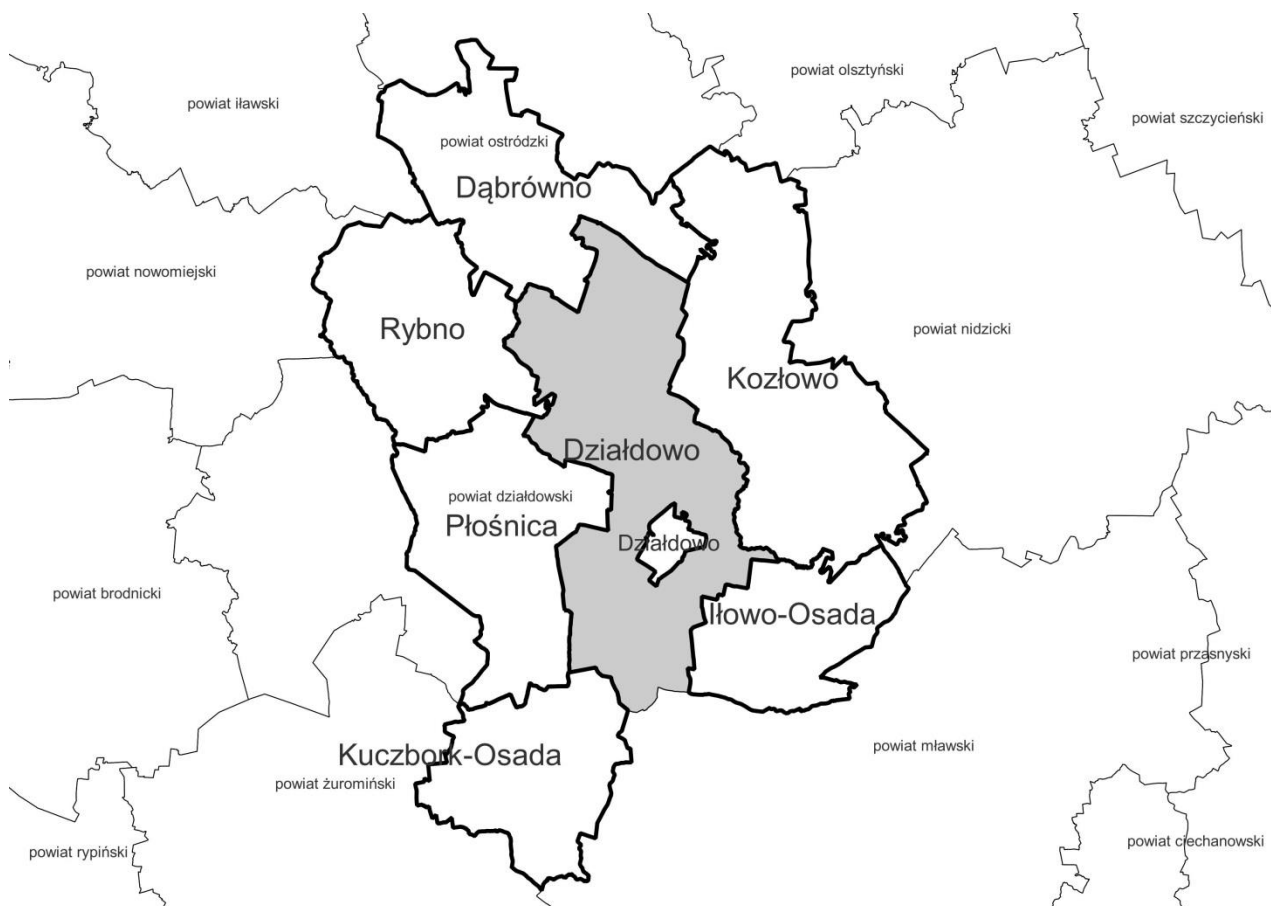 powiat olsztyński
powiat iławski
powiat szczycieński
powiat ostródzki
Dąbrówno
powiat nowomiejski
Rybno
powiat nidzicki
Kozłowo
Działdowo
powiat działdowski
Płośnica
Działdowo
powiat brodnicki
Iłowo-Osada
powiat przasnyski
powiat mławski
Kuczbork-Osada
powiat żuromiński
powiat rypiński
powiat ciechanowski